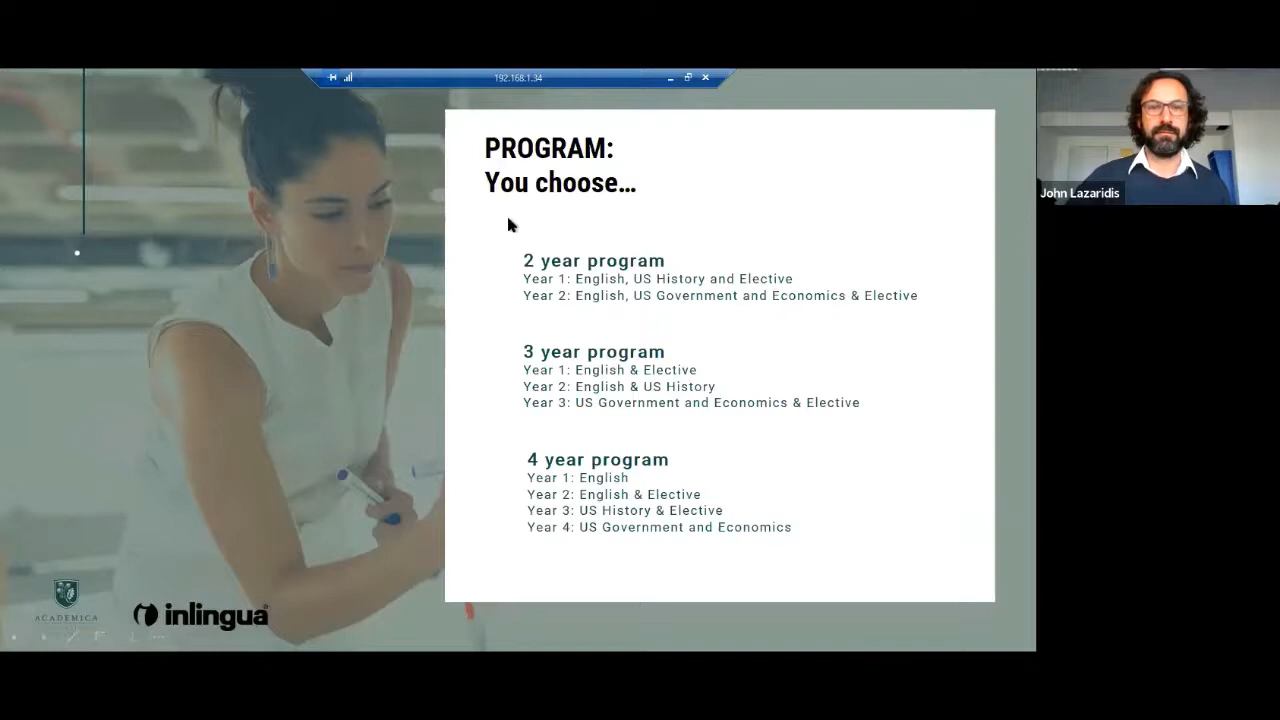 192.168.1.34
PROGRAM:
You choose…
2 year program
Year 1: English, US History and Elective
Year 2: English, US Government and Economics & Elective
3 year program
Year 1: English & Elective
Year 2: English & US History
Year 3: US Government and Economics & Elective
4 year program
Year 1: English
Year 2: English & Elective
Year 3: US History & Elective
Year 4: US Government and Economics
John Lazaridis
ACADEMICA
inlingua®